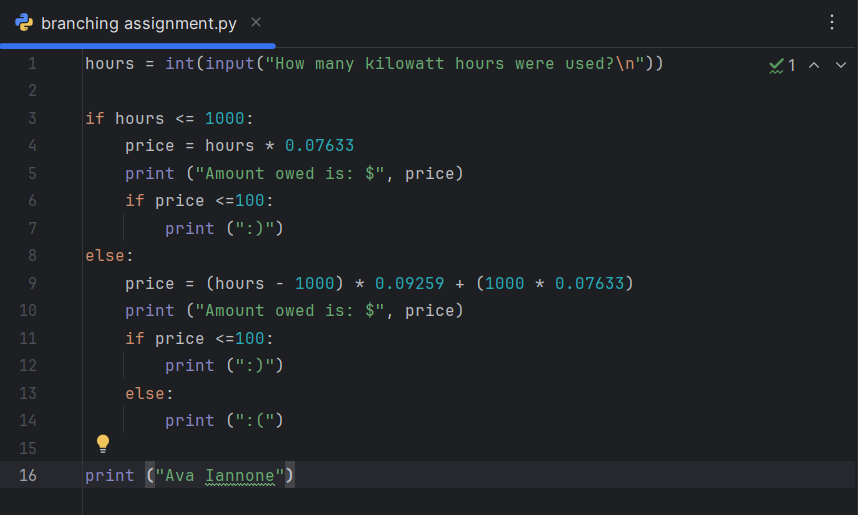 branching assignment.py
1 hours = int(input("How many kilowatt hours were used?\n")) 1
2
3 if hours <= 1000:
4     price = hours * 0.07633
5     print ("Amount owed is: $", price)
6     if price <=100:
7         print (":)")
8 else:
9     price = (hours - 1000) * 0.09259 + (1000 * 0.07633)
10     print ("Amount owed is: $", price)
11     if price <=100:
12         print (":)")
13     else:
14         print (":(")
15
16 print ("Ava Iannone")